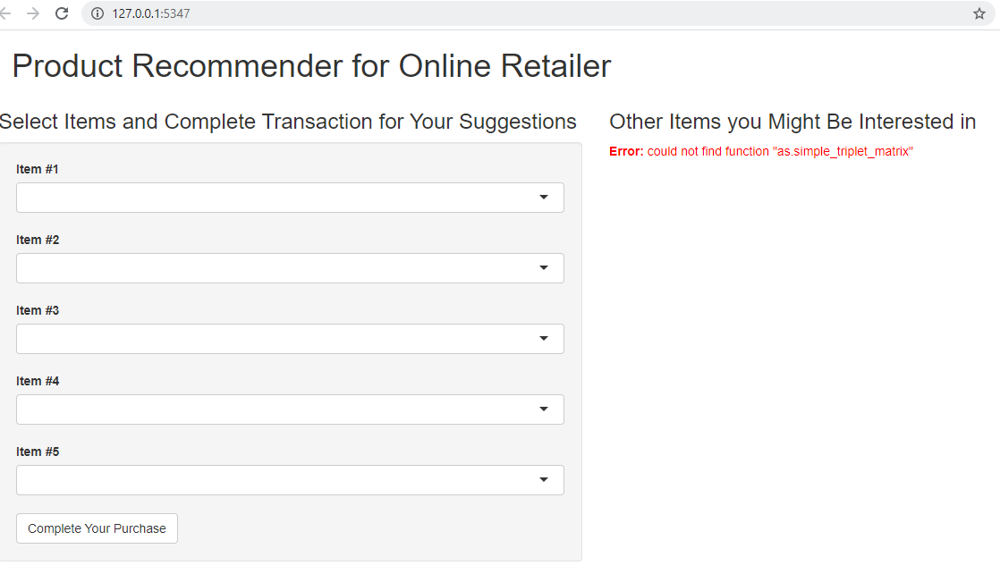 127.0.0.1:5347
Product Recommender for Online Retailer
Select Items and Complete Transaction for Your Suggestions
Item #1
Item #2
Item #3
Item #4
Item #5
Complete Your Purchase
Other Items you Might Be Interested in
Error: could not find function "as.simple_triplet_matrix"